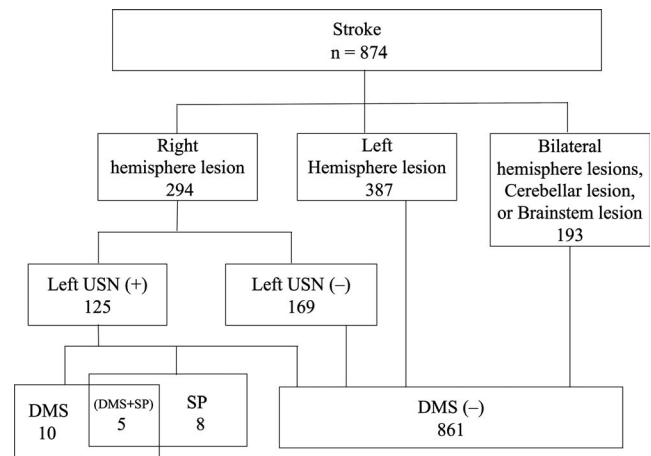 Stroke
n = 874
Right
hemisphere lesion
294
Left
Hemisphere lesion
387
Bilateral
hemisphere lesions,
Cerebellar lesion,
or Brainstem lesion
193
Left USN (+)
125
Left USN (–)
169
DMS
10
(DMS+SP)
5
SP
8
DMS (–)
861